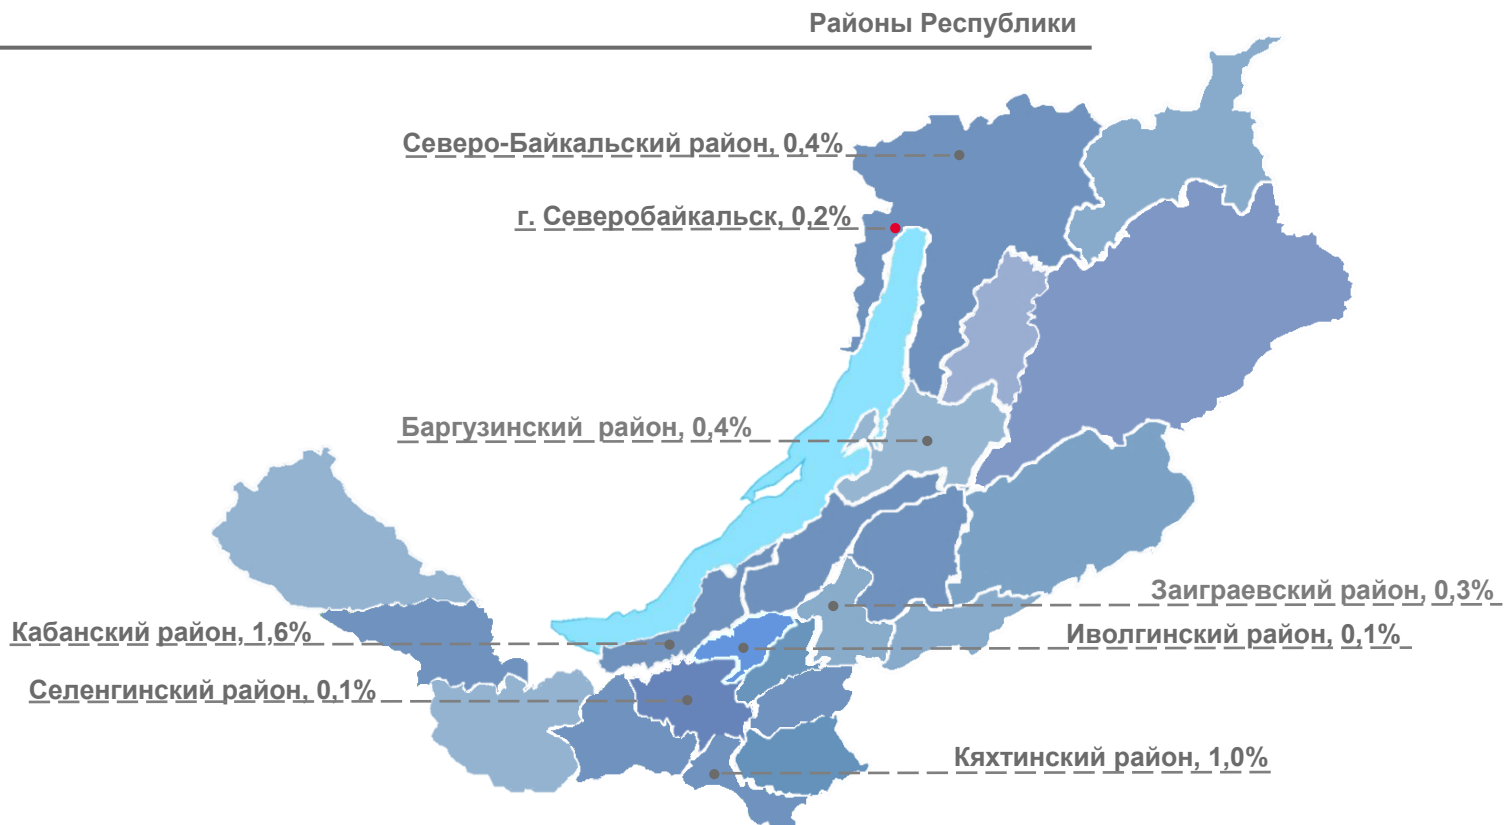 Районы Республики
Северо-Байкальский район, 0,4%
г. Северобайкальск, 0,2%
Баргузинский район, 0,4%
Заиграевский район, 0,3%
Кабанский район, 1,6%
Иволгинский район, 0,1%
Селенгинский район, 0,1%
Кяхтинский район, 1,0%